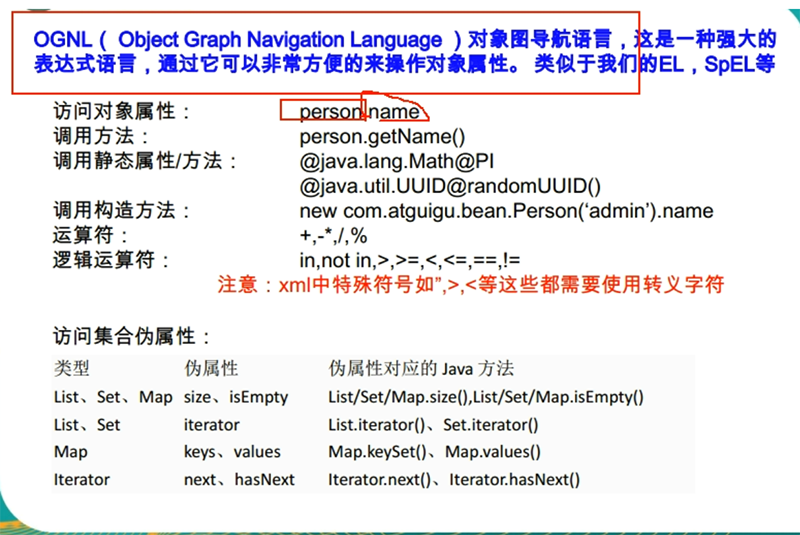 OGNL（ Object Graph Navigation Language ）对象图导航语言，这是一种强大的
表达式语言，通过它可以非常方便的来操作对象属性。 类似于我们的EL，SpEL等
访问对象属性： person.name
调用方法： person.getName()
调用静态属性/方法： @java.lang.Math@PI
@java.util.UUID@randomUUID()
调用构造方法： new com.atguigu.bean.Person(‘admin’).name
运算符： +,-*,/,%
逻辑运算符： in,not in,>,>=,<,<=,==,!=
注意：xml中特殊符号如”,>,<等这些都需要使用转义字符
访问集合伪属性：
类型 伪属性 伪属性对应的 Java 方法
List、Set、Map size、isEmpty List/Set/Map.size(),List/Set/Map.isEmpty()
List、Set iterator List.iterator()、Set.iterator()
Map keys、values Map.keySet()、Map.values()
Iterator next、hasNext Iterator.next()、Iterator.hasNext()